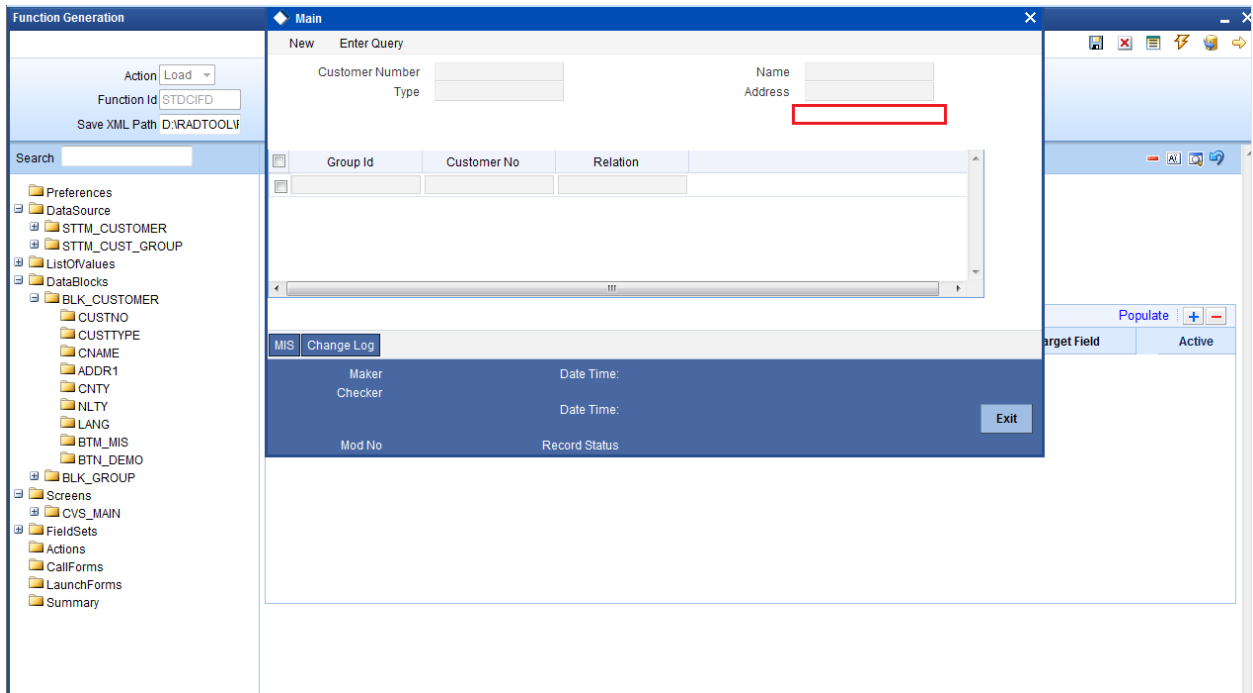 Function Generation
Main
New Enter Query
Action Load
Customer Number
Name
Function Id STDCIFD
Type
Address
Save XML Path D:\RADTOOL\
Search
Group Id Customer No Relation
Preferences
DataSource
STTM_CUSTOMER
STTM_CUST_GROUP
ListOfValues
DataBlocks
BLK_CUSTOMER
CUSTNO
CUSTTYPE
CNAME
ADDR1
CNTY
NLTY
LANG
BTM_MIS
BTN_DEMO
BLK_GROUP
Screens
CVS_MAIN
FieldSets
Actions
CallForms
LaunchForms
Summary
Populate
arget Field Active
MIS Change Log
Maker Date Time:
Checker
Date Time:
Exit
Mod No Record Status